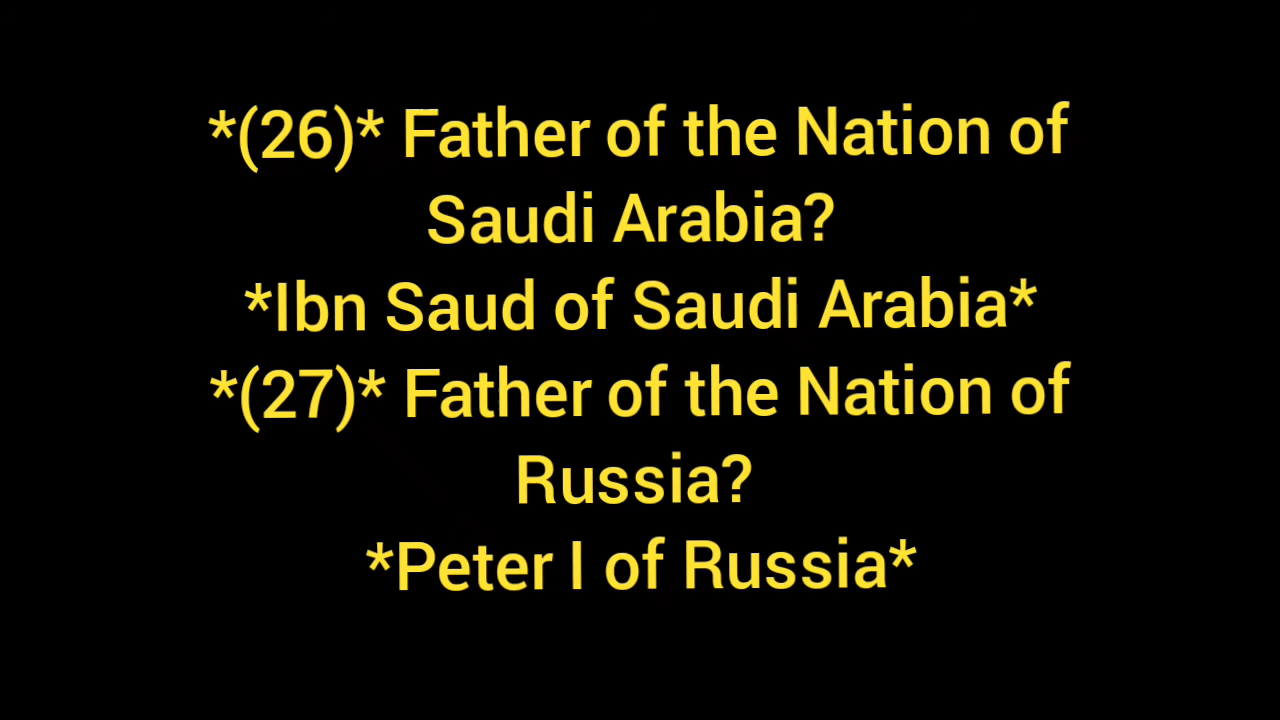 *(26)* Father of the Nation of
Saudi Arabia?
*Ibn Saud of Saudi Arabia*
*(27)* Father of the Nation of
Russia?
*Peter I of Russia*